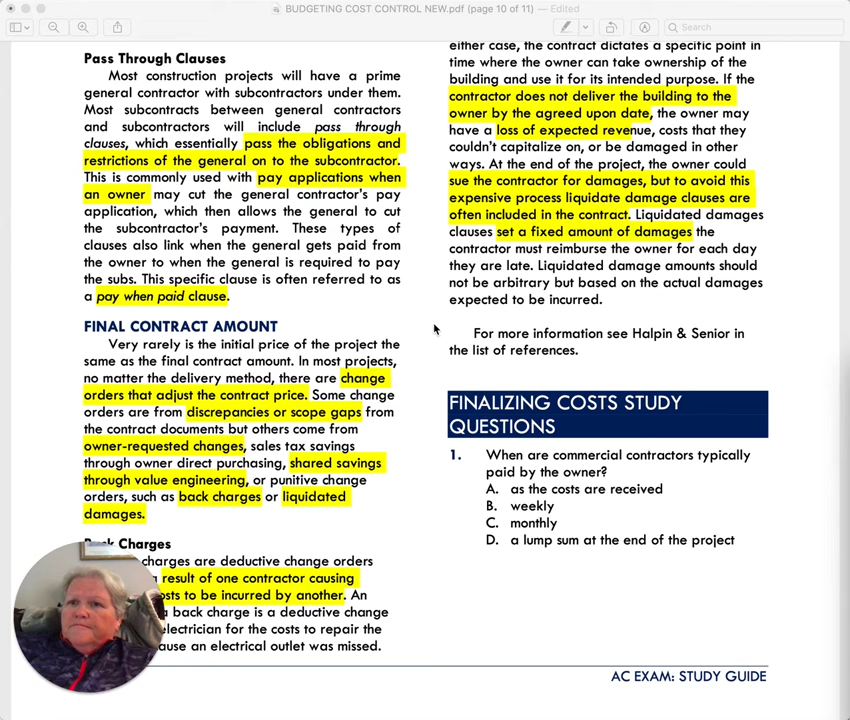 BUDGETING COST CONTROL NEW.pdf (page 10 of 11) — Edited
Search
Pass Through Clauses
Most construction projects will have a prime
general contractor with subcontractors under them.
Most subcontracts between general contractors
and subcontractors will include pass through
clauses, which essentially pass the obligations and
restrictions of the general on to the subcontractor.
This is commonly used with pay applications when
an owner may cut the general contractor's pay
application, which then allows the general to cut
the subcontractor's payment. These types of
clauses also link when the general gets paid from
the owner to when the general is required to pay
the subs. This specific clause is often referred to as
a pay when paid clause.
FINAL CONTRACT AMOUNT
Very rarely is the initial price of the project the
same as the final contract amount. In most projects,
no matter the delivery method, there are change
orders that adjust the contract price. Some change
orders are from discrepancies or scope gaps from
the contract documents but others come from
owner-requested changes, sales tax savings
through owner direct purchasing, shared savings
through value engineering, or punitive change
orders, such as back charges or liquidated
damages.
Charges
charges are deductive change orders
result of one contractor causing
to be incurred by another. An
back charge is a deductive change
electrician for the costs to repair the
an electrical outlet was missed.
either case, the contract dictates a specific point in
time where the owner can take ownership of the
building and use it for its intended purpose. If the
contractor does not deliver the building to the
owner by the agreed upon date, the owner may
have a loss of expected revenue, costs that they
couldn't capitalize on, or be damaged in other
ways. At the end of the project, the owner could
sue the contractor for damages, but to avoid this
expensive process liquidate damage clauses are
often included in the contract. Liquidated damages
clauses set a fixed amount of damages the
contractor must reimburse the owner for each day
they are late. Liquidated damage amounts should
not be arbitrary but based on the actual damages
expected to be incurred.
For more information see Halpin & Senior in
the list of references.
FINALIZING COSTS STUDY
QUESTIONS
1. When are commercial contractors typically
paid by the owner?
A. as the costs are received
B. weekly
C. monthly
D. a lump sum at the end of the project
AC EXAM: STUDY GUIDE